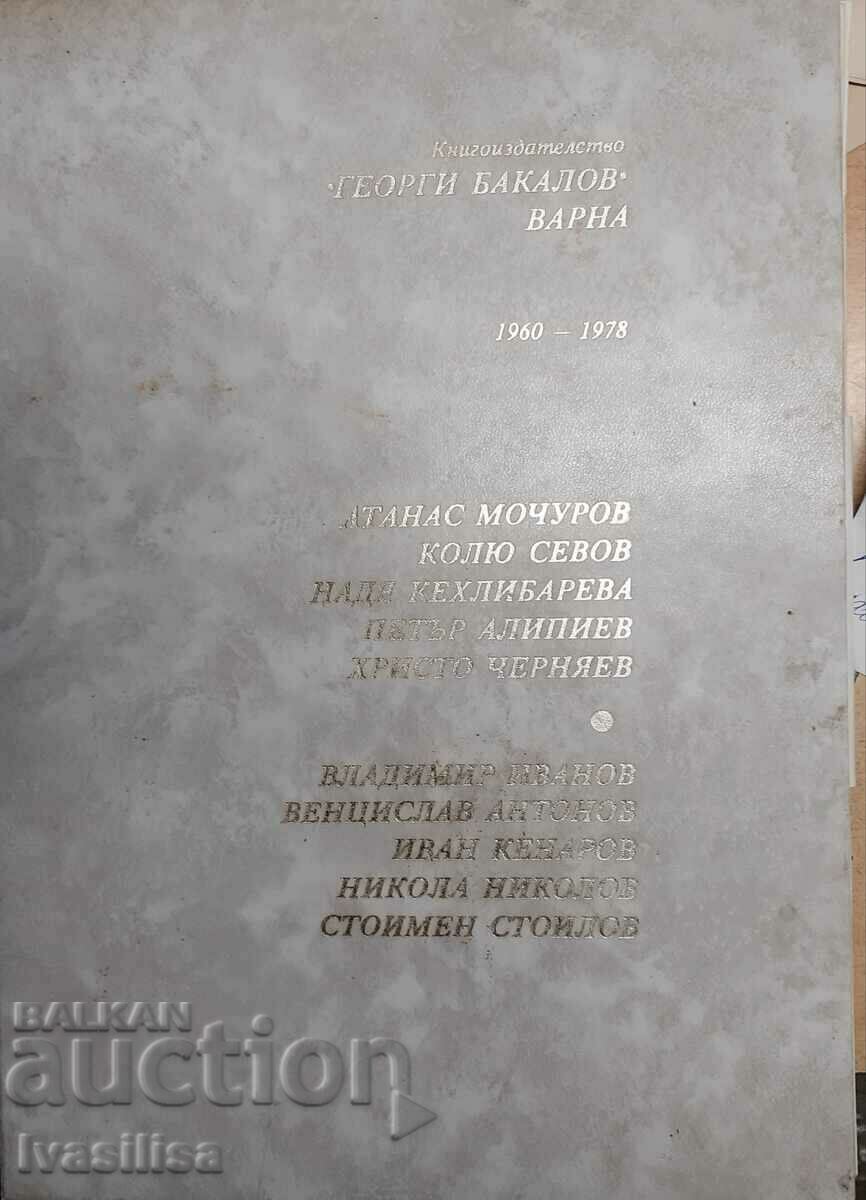 Книгоиздателство
"ГЕОРГИ БАКАЛОВ"
ВАРНА
1960 – 1978
АТАНАС МОЧУРОВ
КОЛЮ СЕВОВ
НАДЯ КЕХЛИБАРЕВА
ПЕТЪР АЛИПИЕВ
ХРИСТО ЧЕРНЯЕВ
ВЛАДИМИР ИВАНОВ
ВЕНЦИСЛАВ АНТОНОВ
ИВАН КЕНАРОВ
НИКОЛА НИКОЛОВ
СТОИМЕН СТОИЛОВ
BALKAN
auction
Ivasilisa